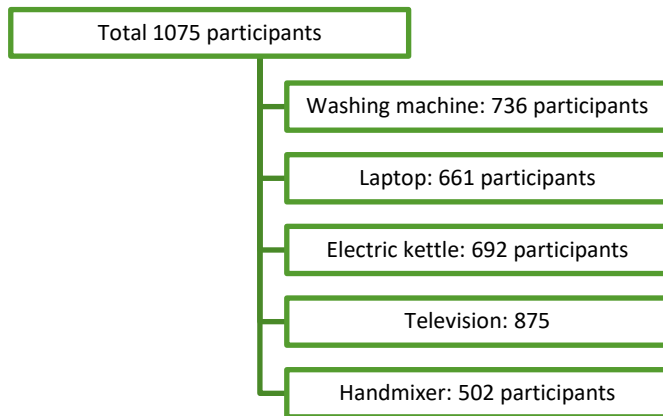 Total 1075 participants
Washing machine: 736 participants
Laptop: 661 participants
Electric kettle: 692 participants
Television: 875
Handmixer: 502 participants